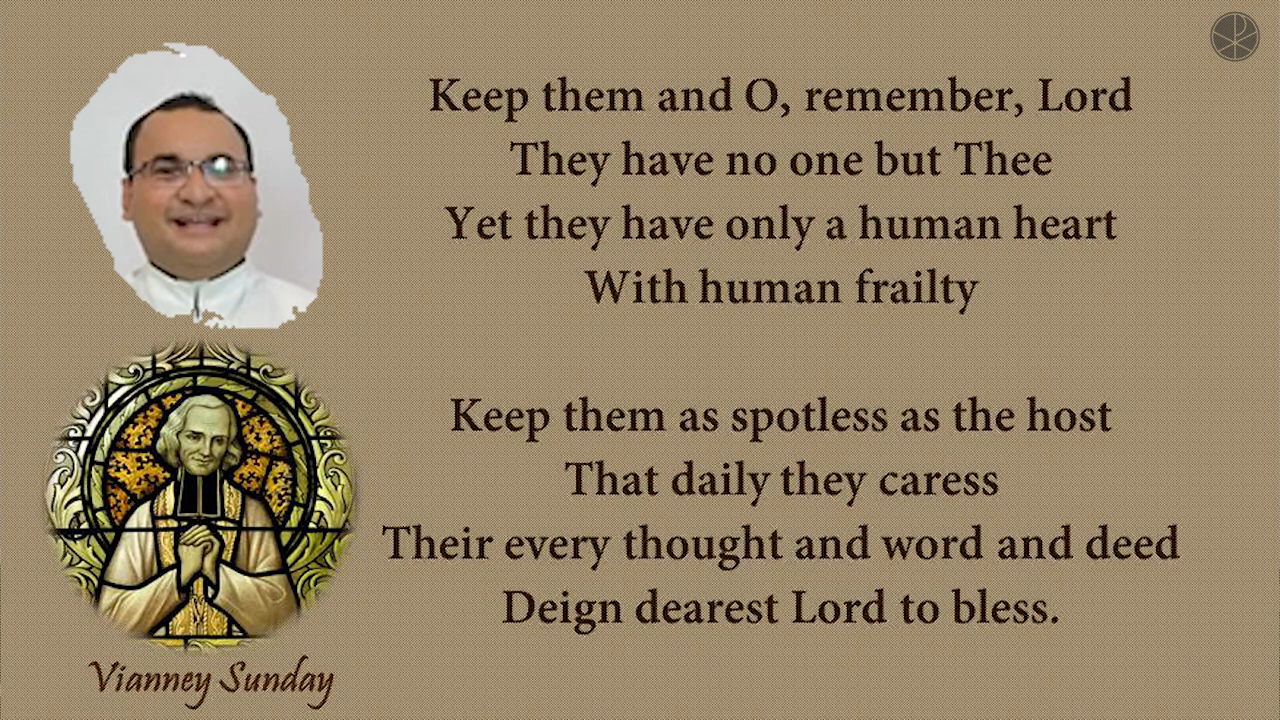 Keep them and O, remember, Lord
They have no one but Thee
Yet they have only a human heart
With human frailty
Keep them as spotless as the host
That daily they caress
Their every thought and word and deed
Deign dearest Lord to bless.
Vianney Sunday